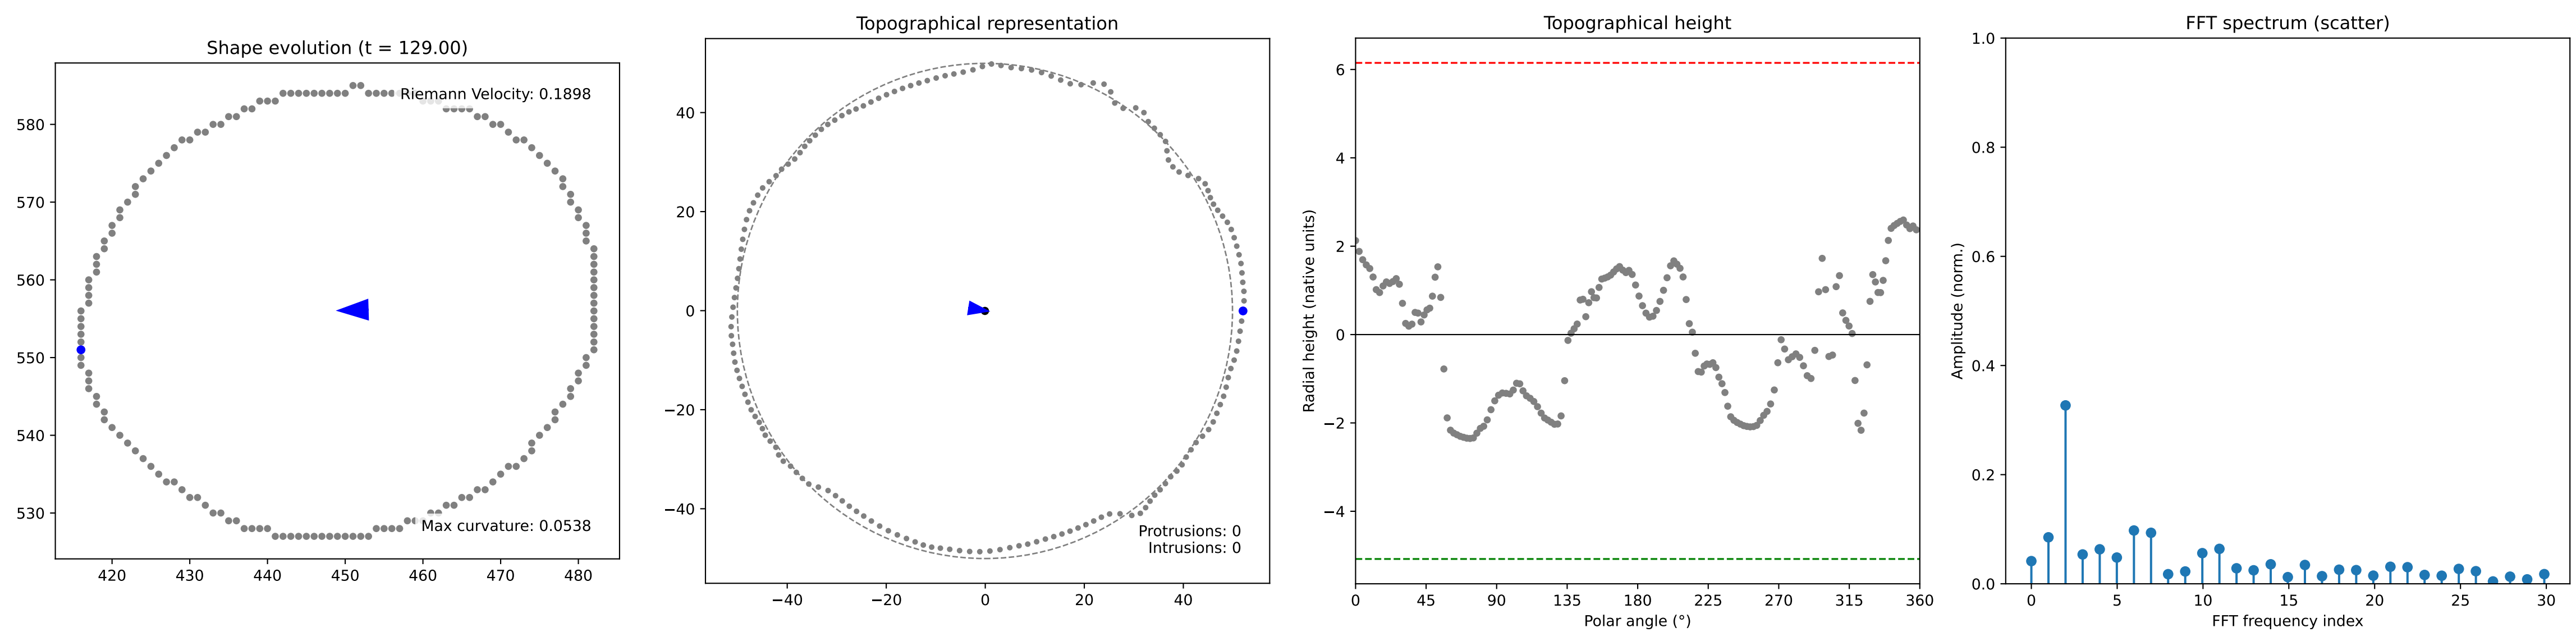 Shape evolution (t = 129.00)
Riemann Velocity: 0.1898
Max curvature: 0.0538
580
570
560
550
540
530
420 430 440 450 460 470 480
Topographical representation
40
20
0
−20
−40
−40 −20 0 20 40
Protrusions: 0
Intrusions: 0
Topographical height
Radial height (native units)
6
4
2
0
−2
−4
0 45 90 135 180 225 270 315 360
Polar angle (°)
FFT spectrum (scatter)
Amplitude (norm.)
1.0
0.8
0.6
0.4
0.2
0.0
0 5 10 15 20 25 30
FFT frequency index